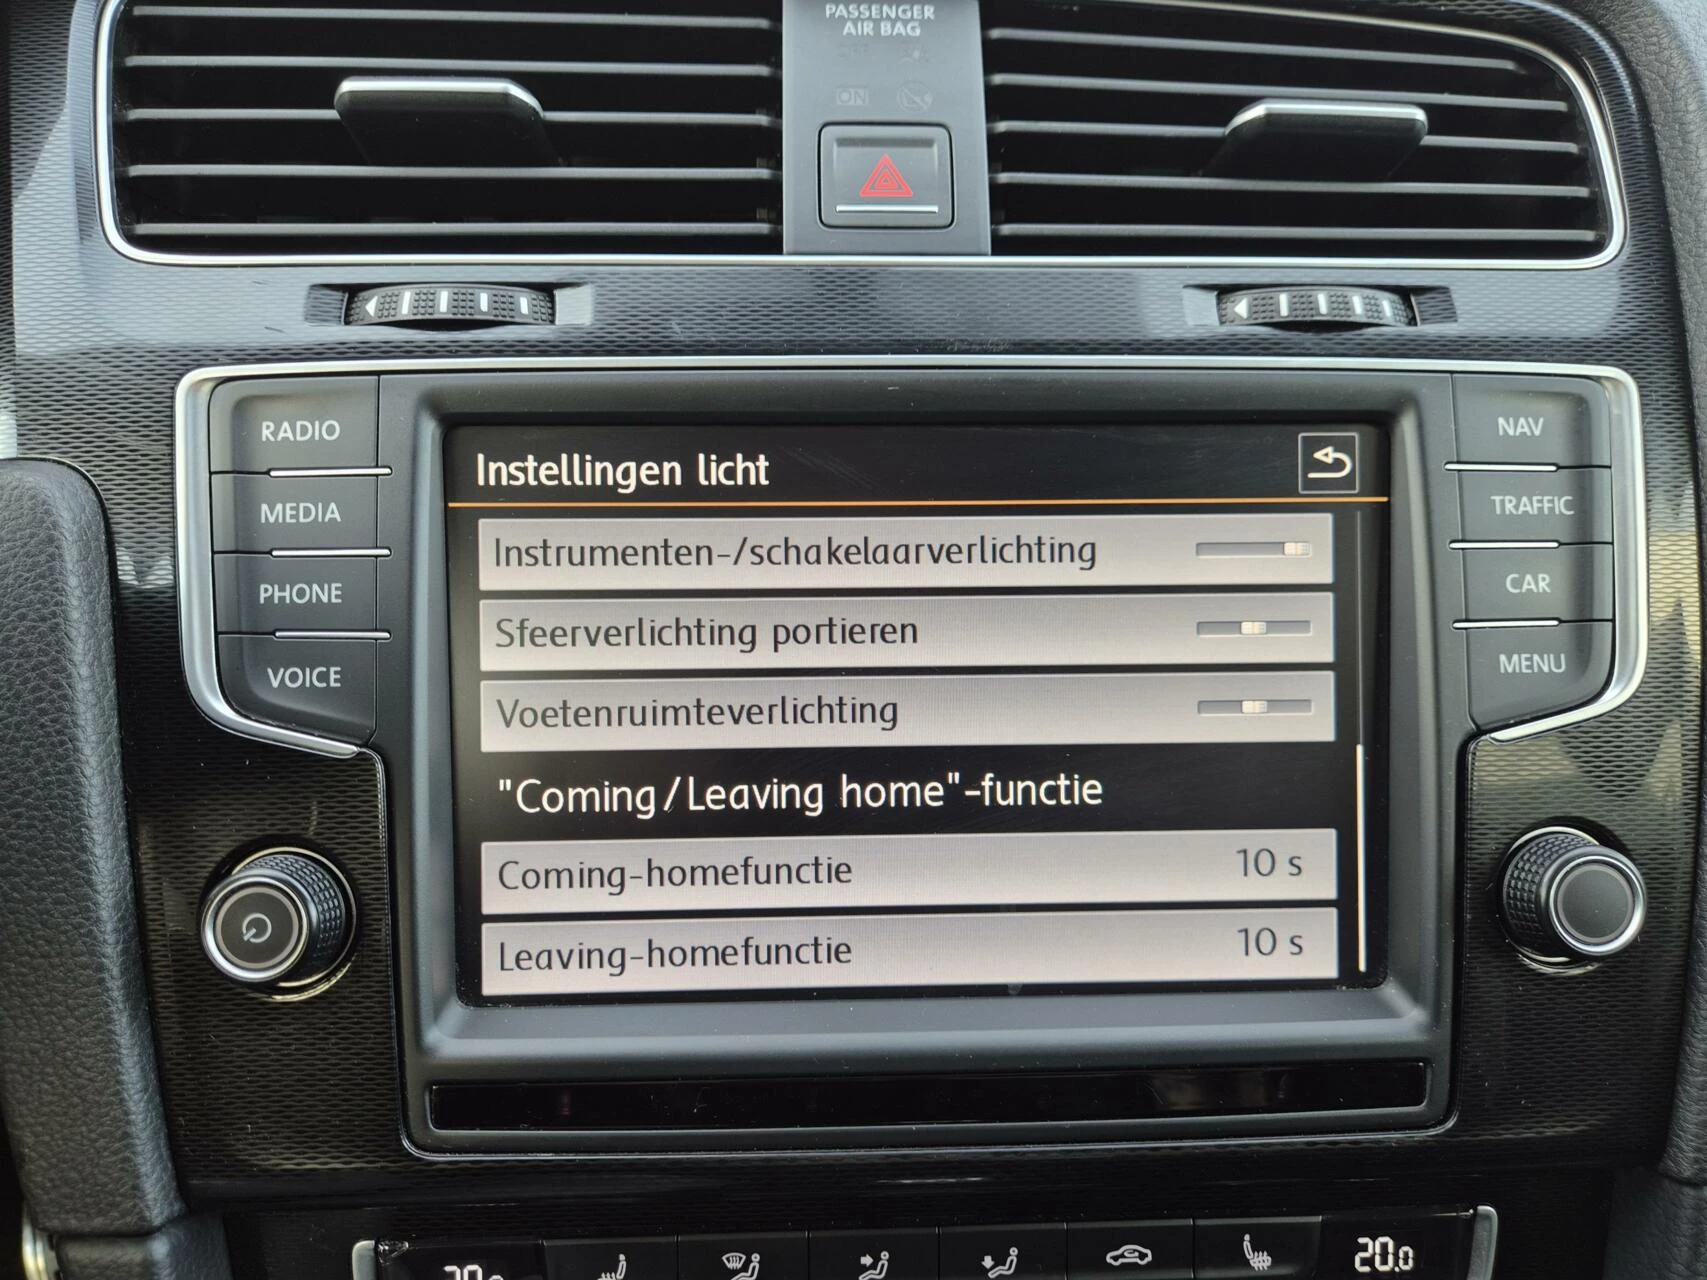 PASSENGER
AIR BAG
OFF
ON
RADIO
MEDIA
PHONE
VOICE
Instellingen licht
Instrumenten-/schakelaarverlichting
Sfeerverlichting portieren
Voetenruimteverlichting
"Coming/Leaving home"-functie
Coming-homefunctie 10 s
Leaving-homefunctie 10 s
NAV
TRAFFIC
CAR
MENU
20.0